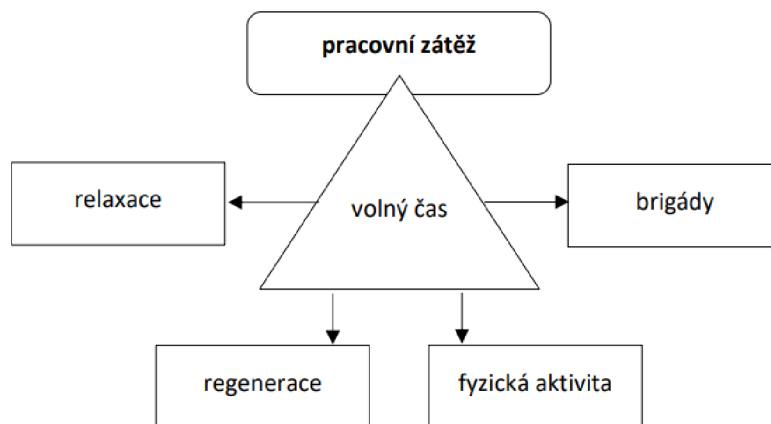 pracovní zátěž
relaxace
volný čas
brigády
regenerace
fyzická aktivita